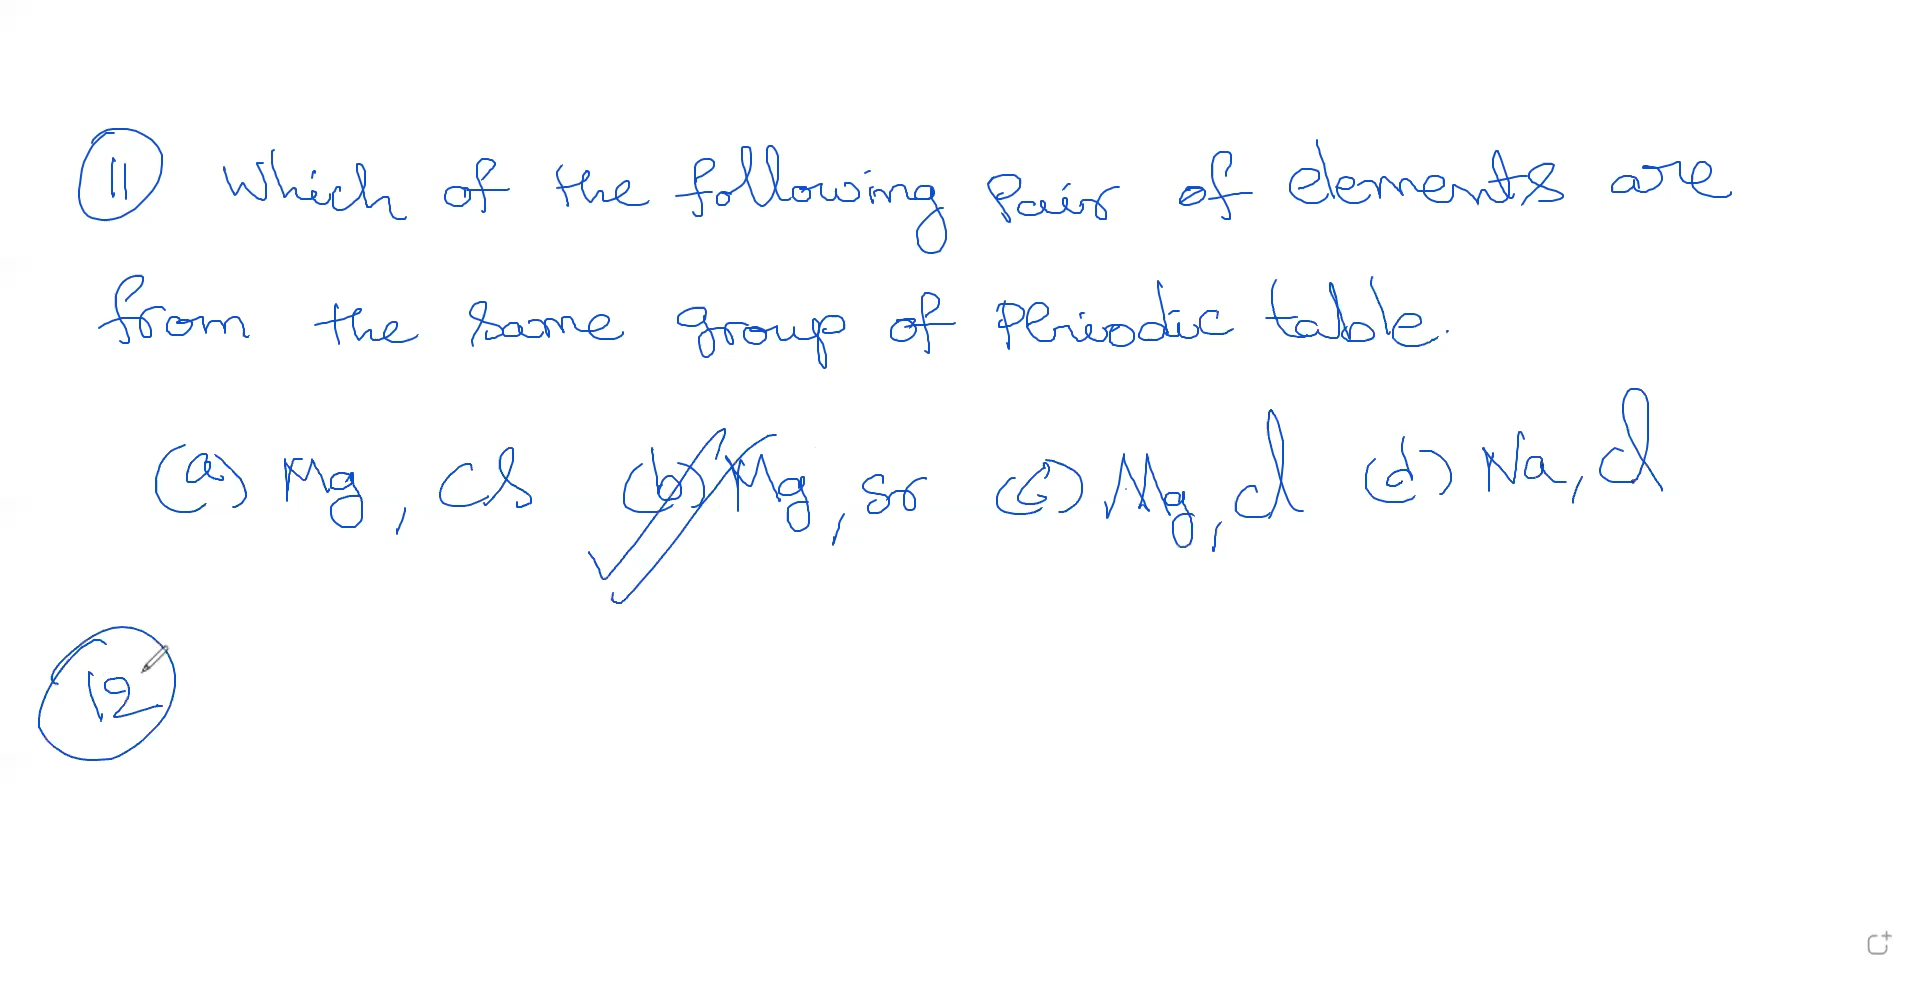 11 Which of the following Pair of elements are
from the same group of Periodic table.
(a) Mg, Cs (b) Mg, Sr (c) Mg, Cl (d) Na, Cl
12